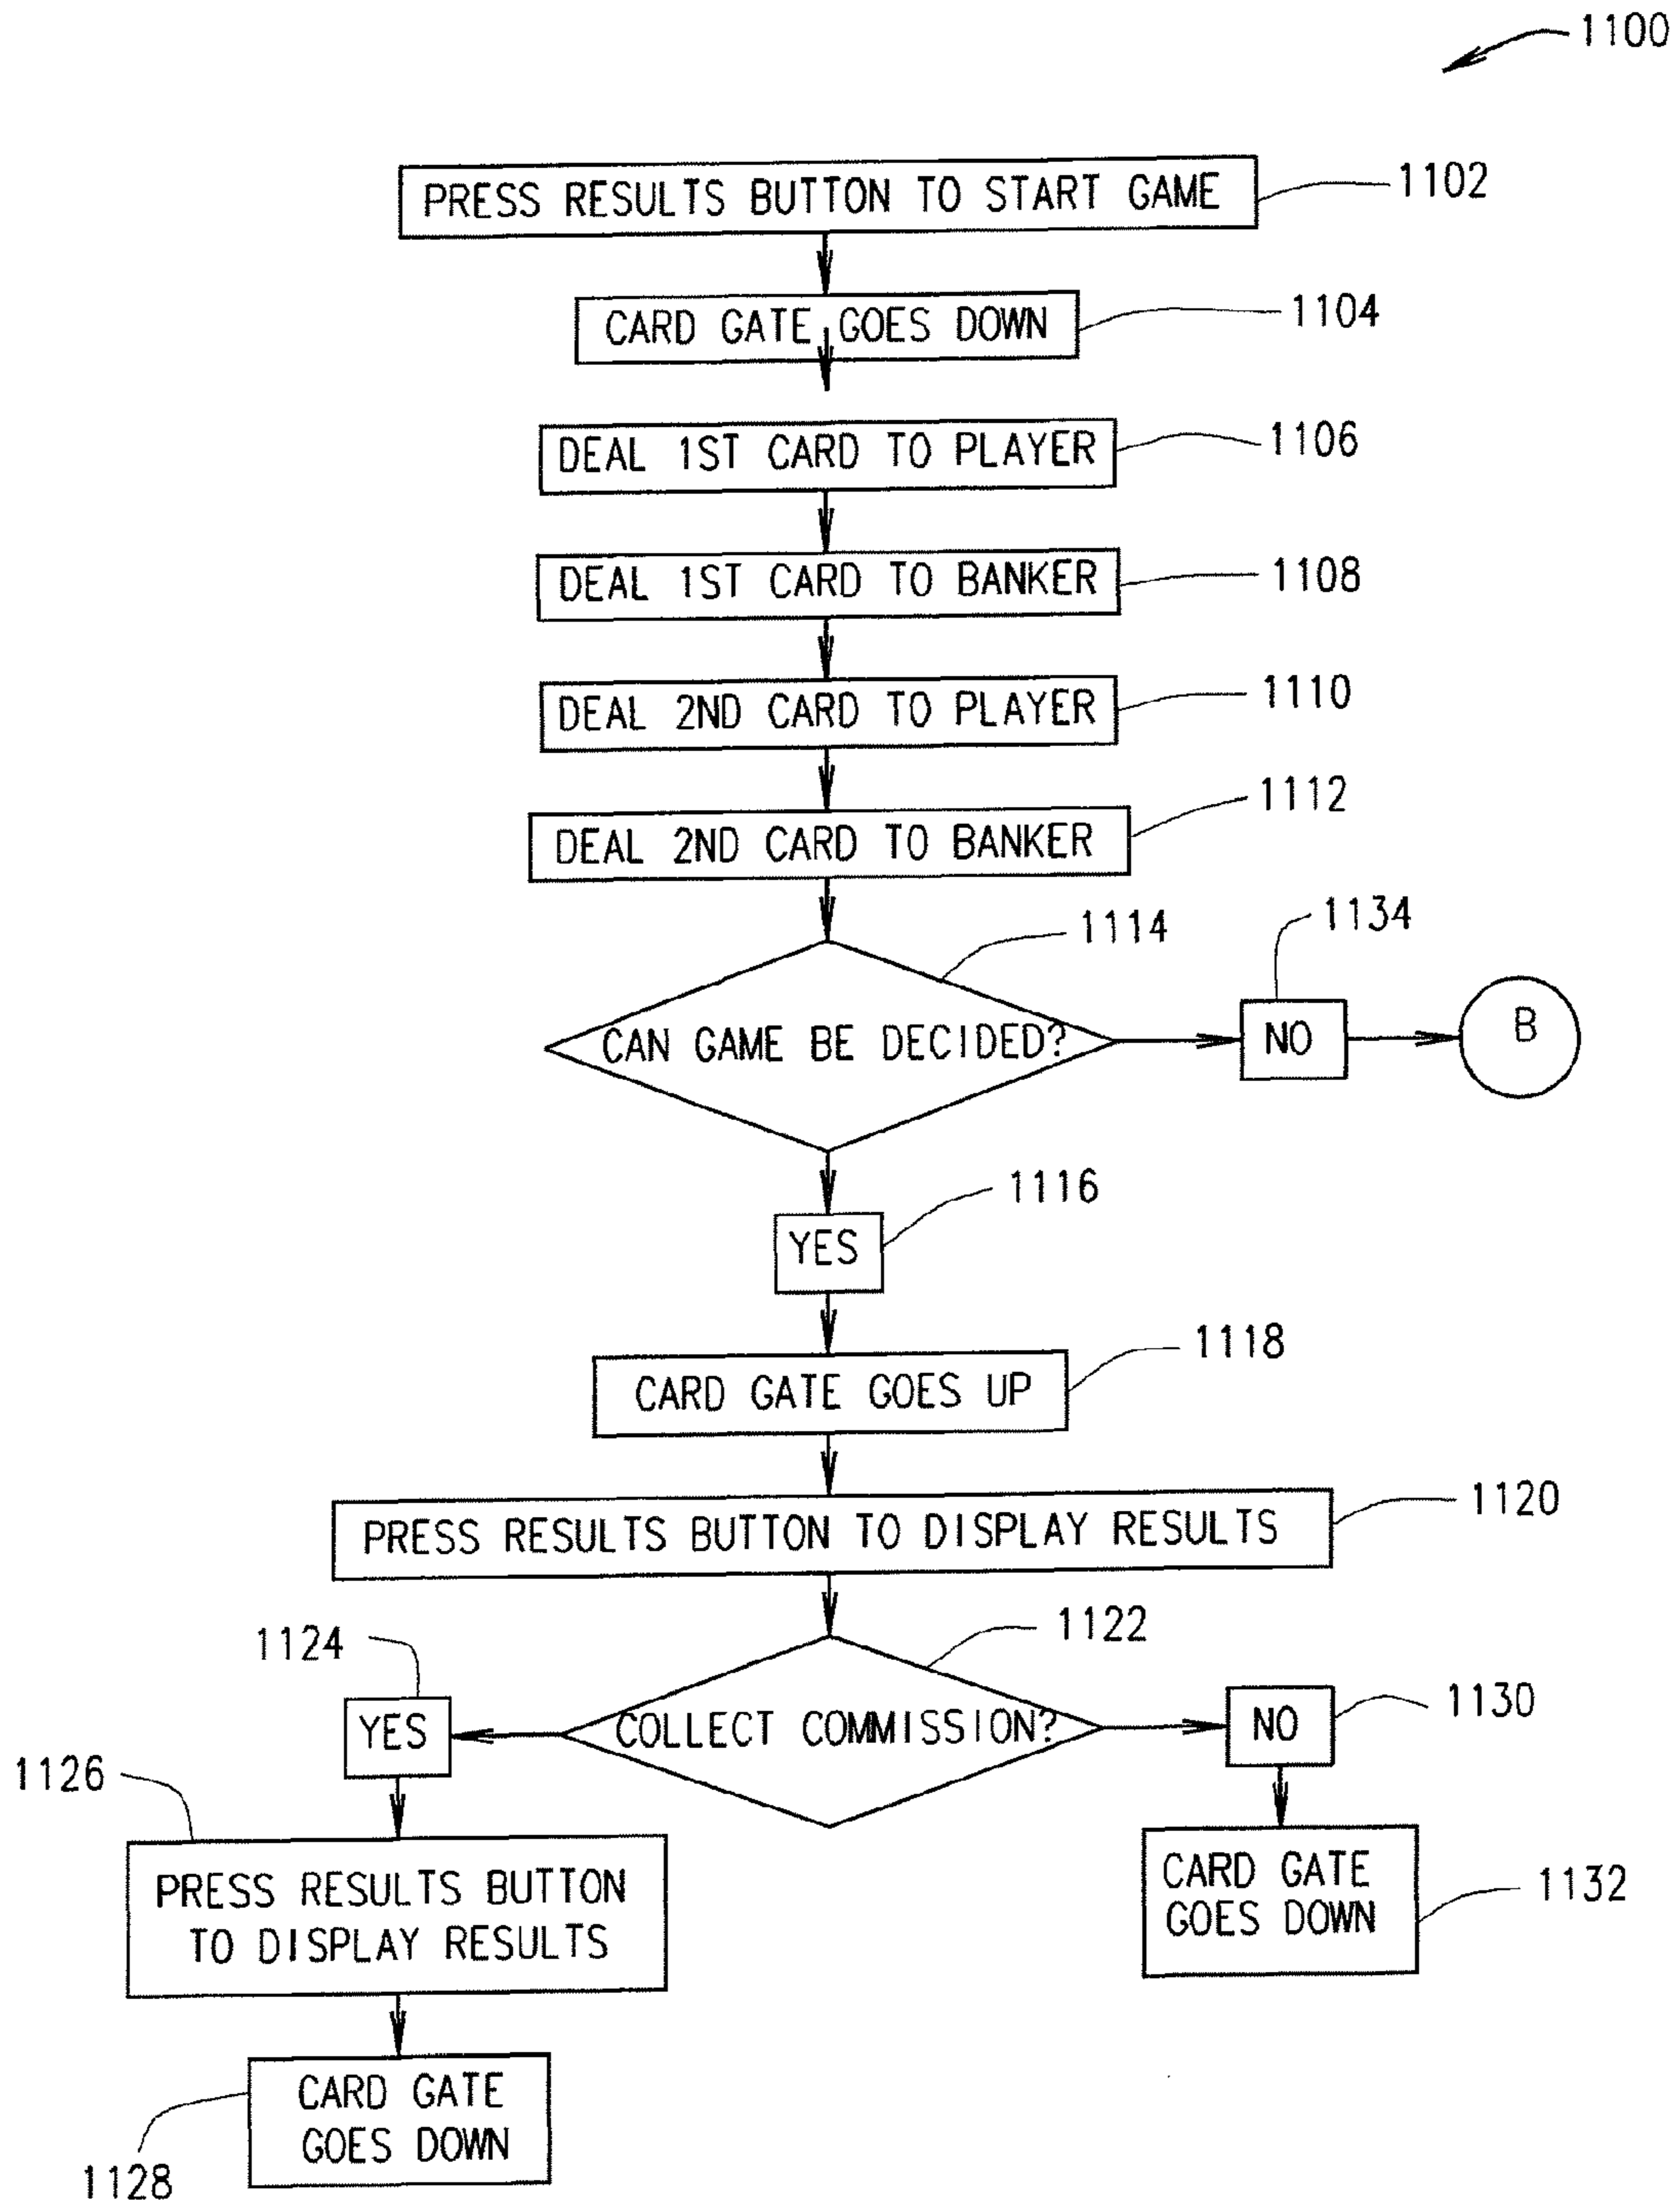 1100
PRESS RESULTS BUTTON TO START GAME
1102
CARD GATE GOES DOWN
1104
DEAL 1ST CARD TO PLAYER
1106
DEAL 1ST CARD TO BANKER
1108
DEAL 2ND CARD TO PLAYER
1110
DEAL 2ND CARD TO BANKER
1112
1114
1134
CAN GAME BE DECIDED?
NO
B
1116
YES
1118
CARD GATE GOES UP
1120
PRESS RESULTS BUTTON TO DISPLAY RESULTS
1122
1124
YES
COLLECT COMMISSION?
NO
1130
1126
PRESS RESULTS BUTTON
TO DISPLAY RESULTS
CARD GATE
GOES DOWN
1132
CARD GATE
GOES DOWN
1128